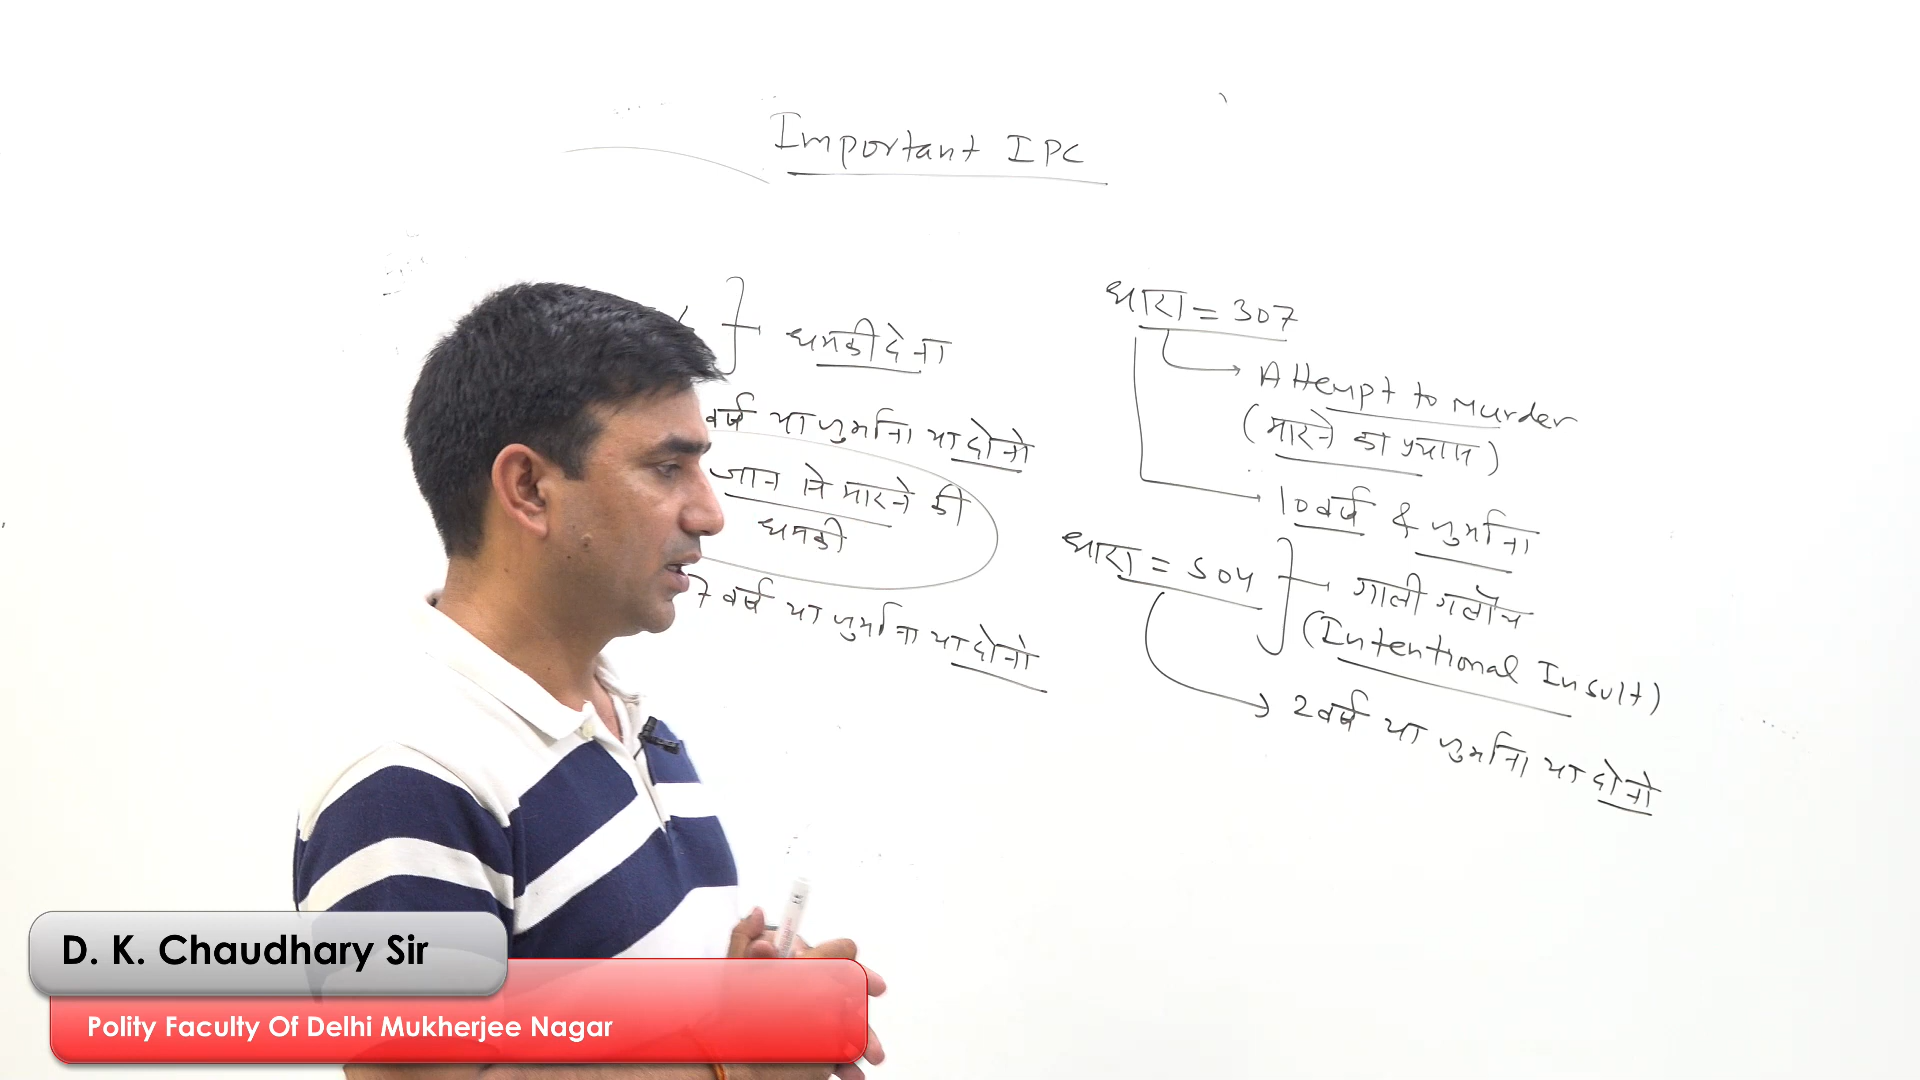 Important IPC
धमकी देना
वर्ष या जुर्माना या दोनो
जान से मारने की
धमकी
7 वर्ष या जुर्माना या दोनो
धारा = 307
Attempt to Murder
(मारने का प्रयास)
10 वर्ष & जुर्माना
धारा = 504
गाली गलौच
(Intentional Insult)
2 वर्ष या जुर्माना या दोनो
D. K. Chaudhary Sir
Polity Faculty Of Delhi Mukherjee Nagar